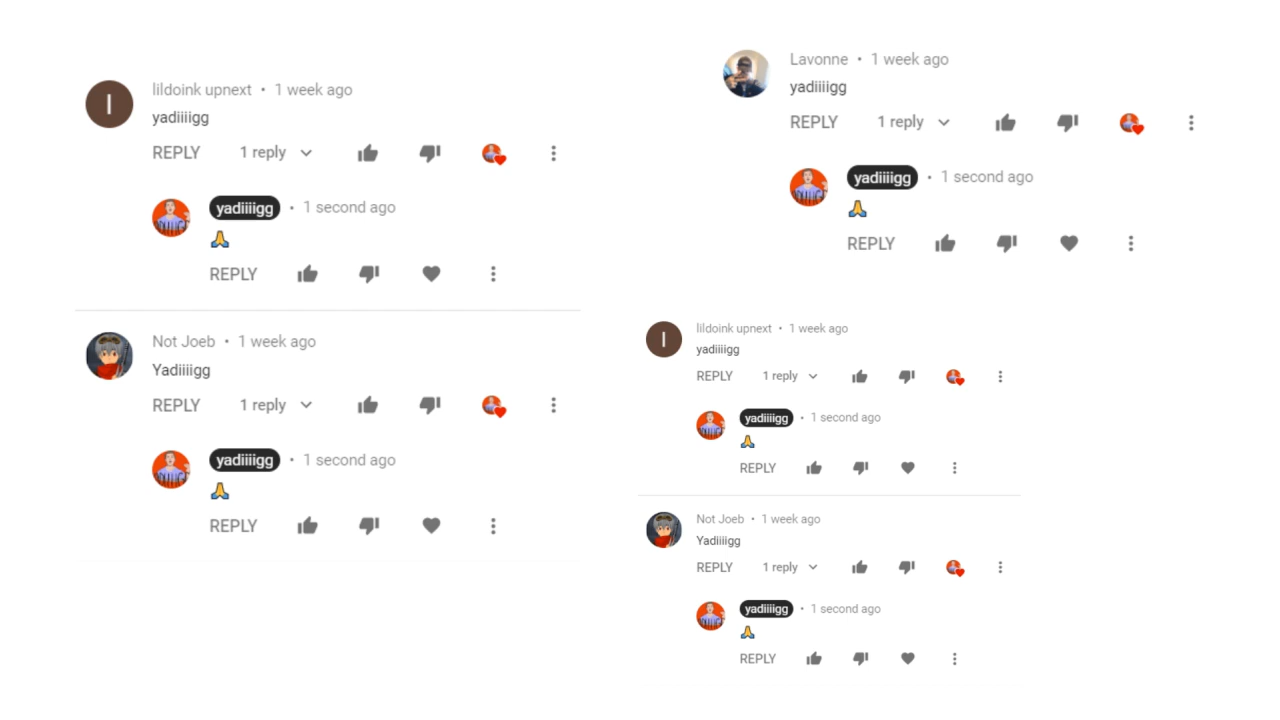 lildoink upnext • 1 week ago
yadiiiigg
REPLY 1 reply
yadiiiigg • 1 second ago
🙏
REPLY
Not Joeb • 1 week ago
Yadiiiigg
REPLY 1 reply
yadiiiigg • 1 second ago
🙏
REPLY
Lavonne • 1 week ago
yadiiiigg
REPLY 1 reply
yadiiiigg • 1 second ago
🙏
REPLY
lildoink upnext • 1 week ago
yadiiiigg
REPLY 1 reply
yadiiiigg • 1 second ago
🙏
REPLY
Not Joeb • 1 week ago
Yadiiiigg
REPLY 1 reply
yadiiiigg • 1 second ago
🙏
REPLY